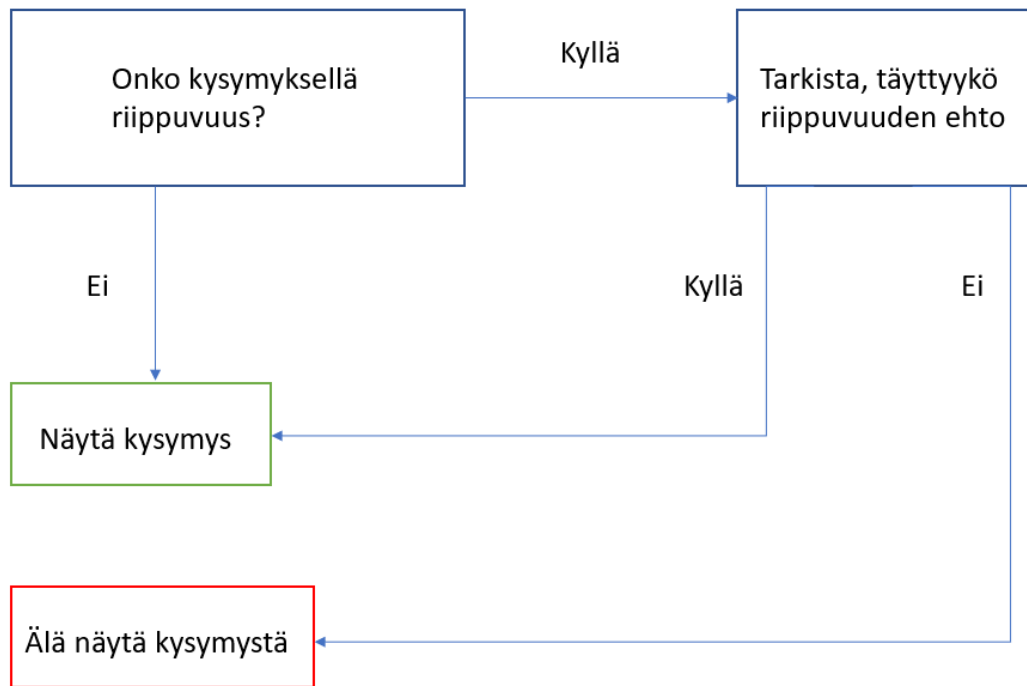 Onko kysymyksellä
riippuvuus?
Kyllä
Tarkista, täyttyykö
riippuvuuden ehto
Ei
Kyllä
Ei
Näytä kysymys
Älä näytä kysymystä